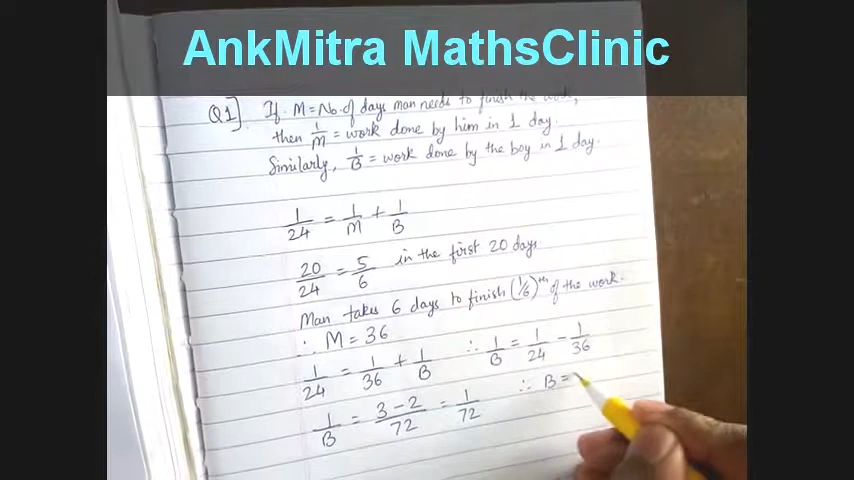 AnkMitra MathsClinic
Q1] If M = No. of days man needs to finish the work,
then 1/M = work done by him in 1 day.
Similarly, 1/B = work done by the boy in 1 day.
1/24 = 1/M + 1/B
20/24 = 5/6 in the first 20 days
Man takes 6 days to finish (1/6)th of the work.
∴ M = 36
1/24 = 1/36 + 1/B ∴ 1/B = 1/24 - 1/36
1/B = 3-2/72 = 1/72 ∴ B =